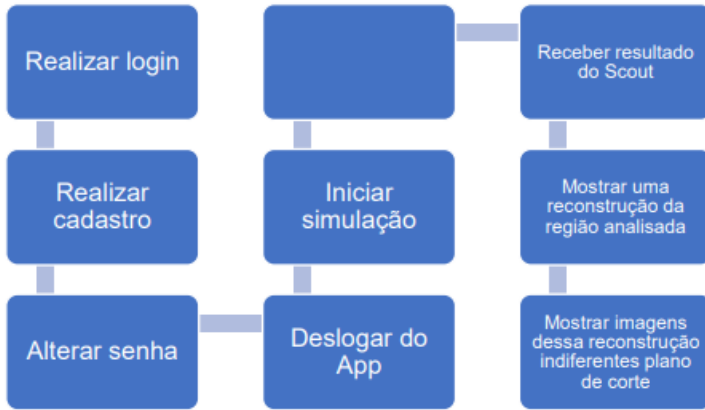 Realizar login
Realizar
cadastro
Alterar senha
Deslogar do
App
Iniciar
simulação
Receber resultado
do Scout
Mostrar uma
reconstrução da
região analisada
Mostrar imagens
dessa reconstrução
indiferentes plano
de corte